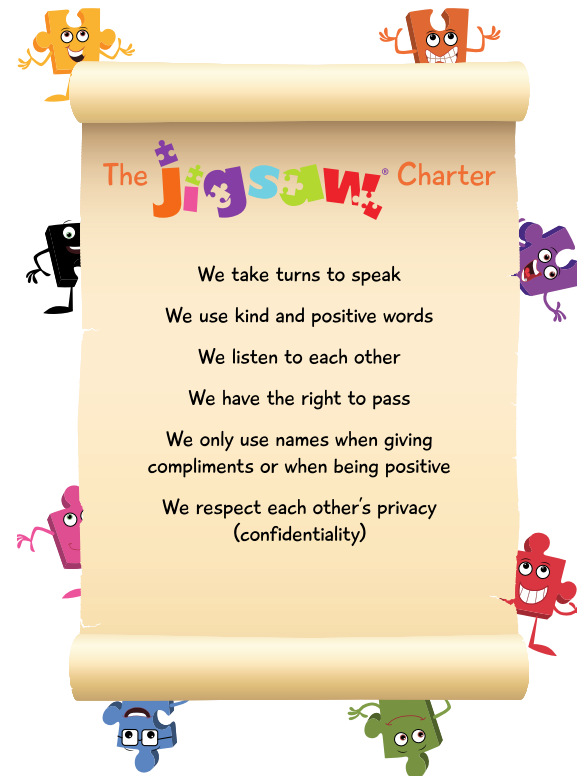 The jigsaw® Charter
We take turns to speak
We use kind and positive words
We listen to each other
We have the right to pass
We only use names when giving
compliments or when being positive
We respect each other's privacy
(confidentiality)